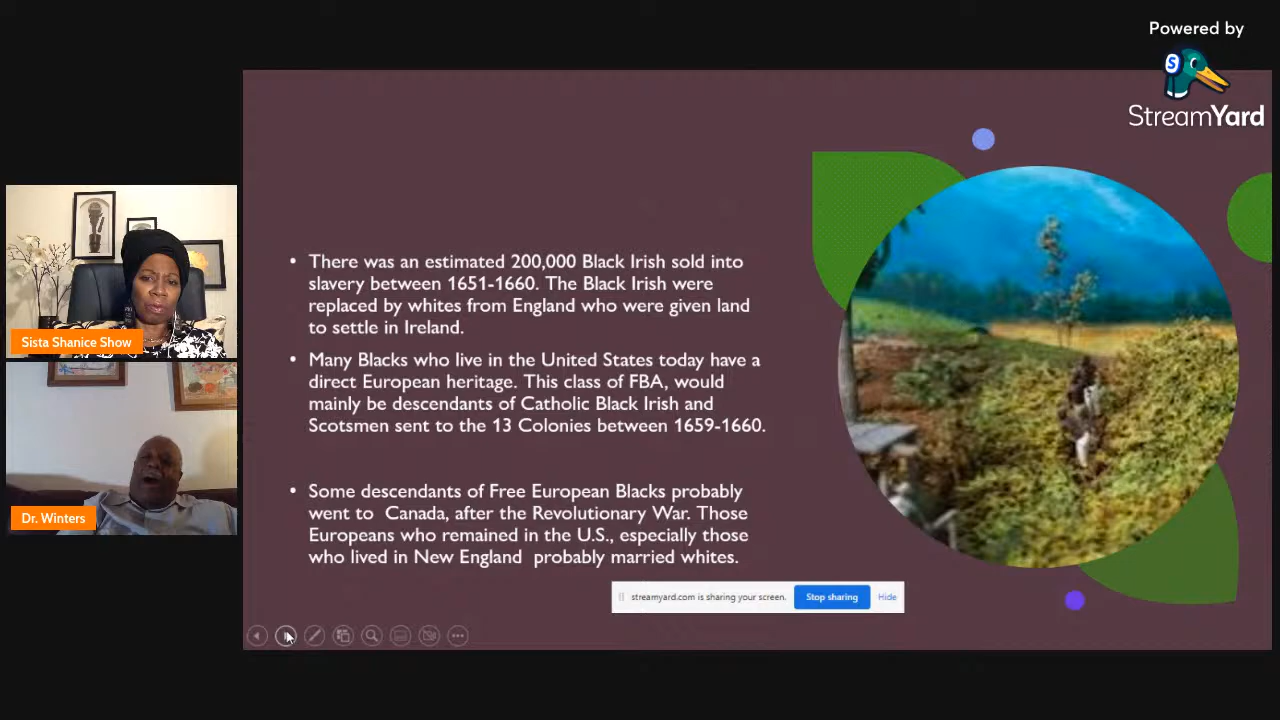 Powered by
StreamYard
Sista Shanice Show
Dr. Winters
• There was an estimated 200,000 Black Irish sold into
slavery between 1651-1660. The Black Irish were
replaced by whites from England who were given land
to settle in Ireland.
• Many Blacks who live in the United States today have a
direct European heritage. This class of FBA, would
mainly be descendants of Catholic Black Irish and
Scotsmen sent to the 13 Colonies between 1659-1660.
• Some descendants of Free European Blacks probably
went to Canada, after the Revolutionary War. Those
Europeans who remained in the U.S., especially those
who lived in New England probably married whites.
streamyard.com is sharing your screen. Stop sharing Hide